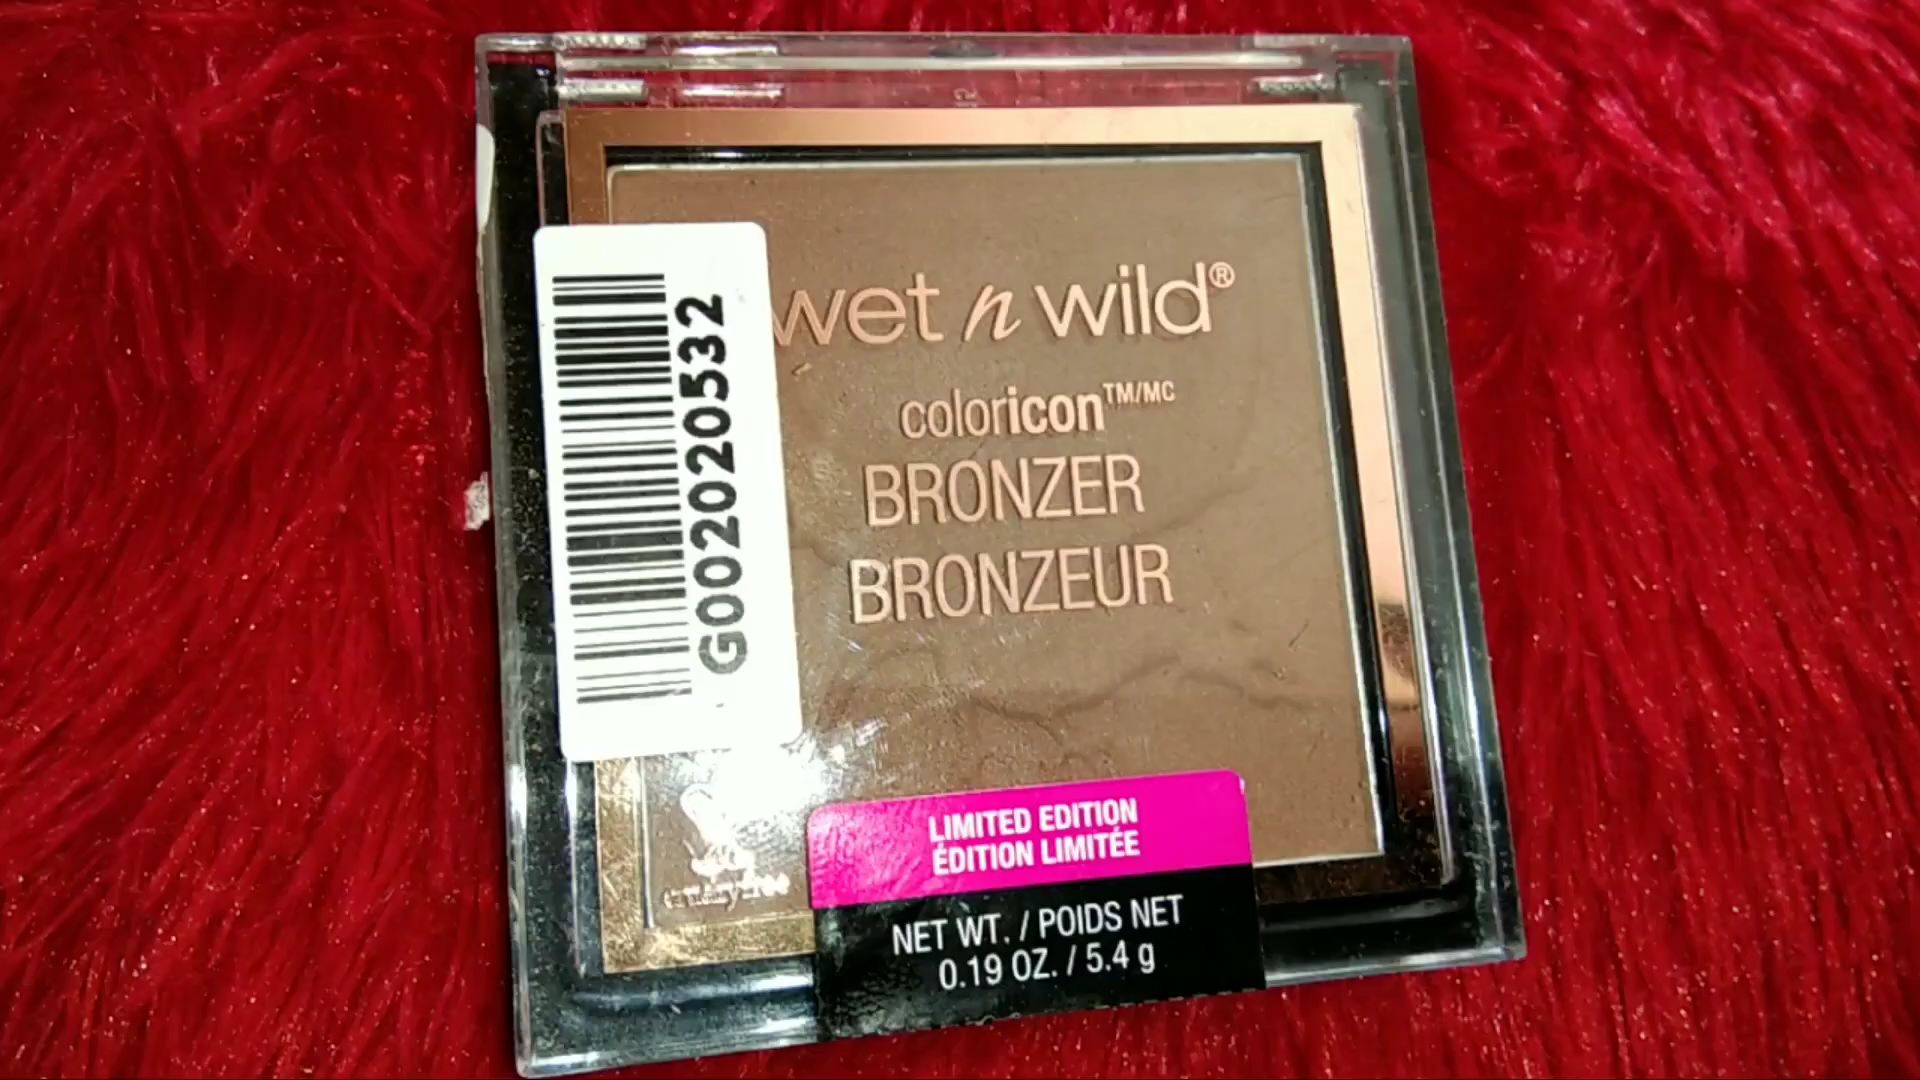 wet n wild®
coloricon™/MC
BRONZER
BRONZEUR
G002020532
LIMITED EDITION
ÉDITION LIMITÉE
NET WT. / POIDS NET
0.19 OZ. / 5.4 g